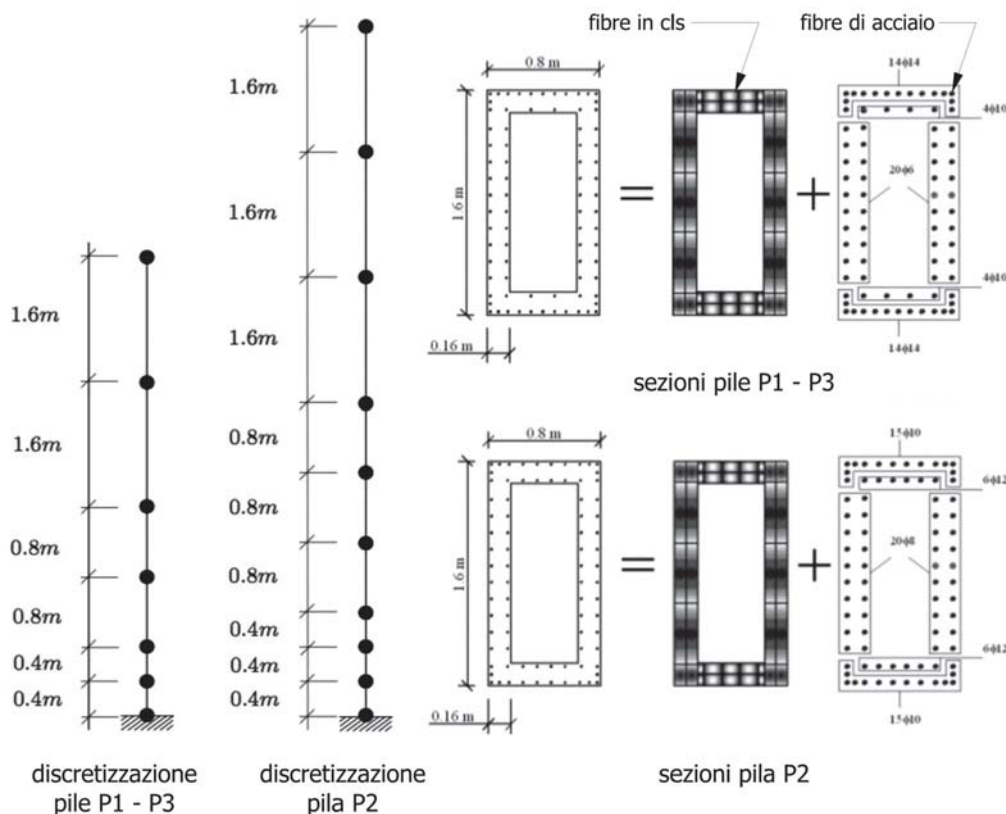 1.6m
1.6m
0.8m
0.8m
0.4m
0.4m
discretizzazione
pile P1 - P3
1.6m
1.6m
1.6m
0.8m
0.8m
0.8m
0.4m
0.4m
0.4m
discretizzazione
pila P2
fibre in cls
fibre di acciaio
0.8 m
1.6 m
0.16 m
=
+
14ϕ14
4ϕ10
20ϕ6
4ϕ10
14ϕ14
sezioni pile P1 - P3
0.8 m
1.6 m
0.16 m
=
+
15ϕ10
6ϕ12
20ϕ8
6ϕ12
15ϕ10
sezioni pila P2